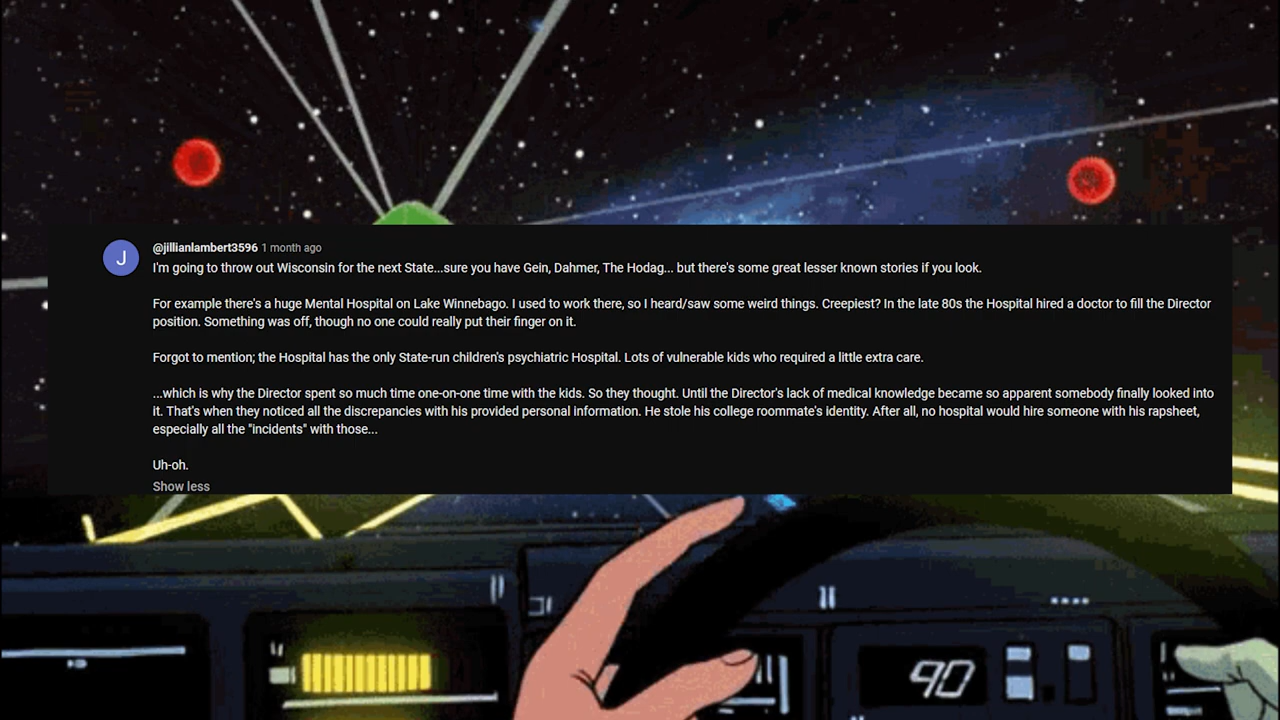 J
@jillianlambert3596 1 month ago
I'm going to throw out Wisconsin for the next State...sure you have Gein, Dahmer, The Hodag... but there's some great lesser known stories if you look.
For example there's a huge Mental Hospital on Lake Winnebago. I used to work there, so I heard/saw some weird things. Creepiest? In the late 80s the Hospital hired a doctor to fill the Director
position. Something was off, though no one could really put their finger on it.
Forgot to mention; the Hospital has the only State-run children's psychiatric Hospital. Lots of vulnerable kids who required a little extra care.
...which is why the Director spent so much time one-on-one time with the kids. So they thought. Until the Director's lack of medical knowledge became so apparent somebody finally looked into
it. That's when they noticed all the discrepancies with his provided personal information. He stole his college roommate's identity. After all, no hospital would hire someone with his rapsheet,
especially all the "incidents" with those...
Uh-oh.
Show less
90